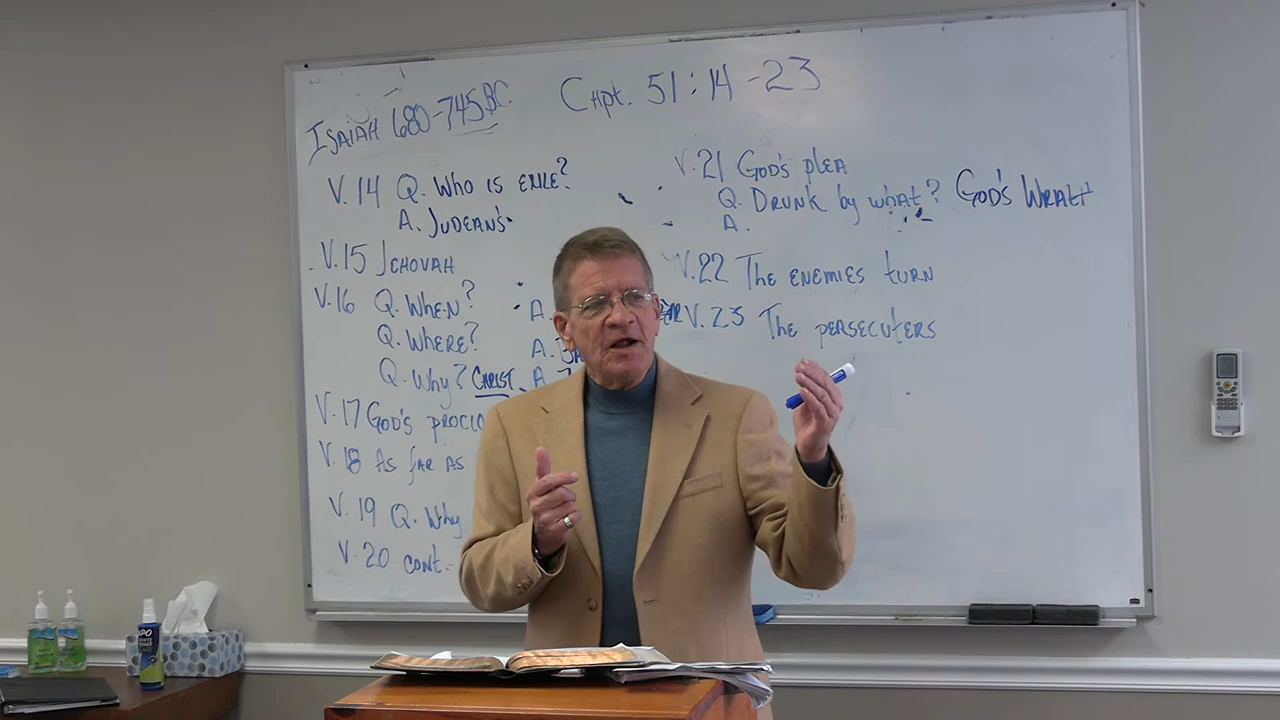 ISAIAH 680-745 BC. Chpt. 51:14-23
V.14 Q. Who is EXILE?
A. JUDEAN'S
V.15 JEHOVAH
V.16 Q. WHEN? A.
Q. WHERE? A.
Q. Why? CHRIST A.
V.17 GOD'S
V.18 AS FAR AS
V.19 Q. Why
V.20 CONT.
V.21 GOD'S PLEA
Q. DRUNK by what? GOD'S WRATH
A.
V.22 The ENEMIES turn
V.23 The PERSECUTERS
EXPO